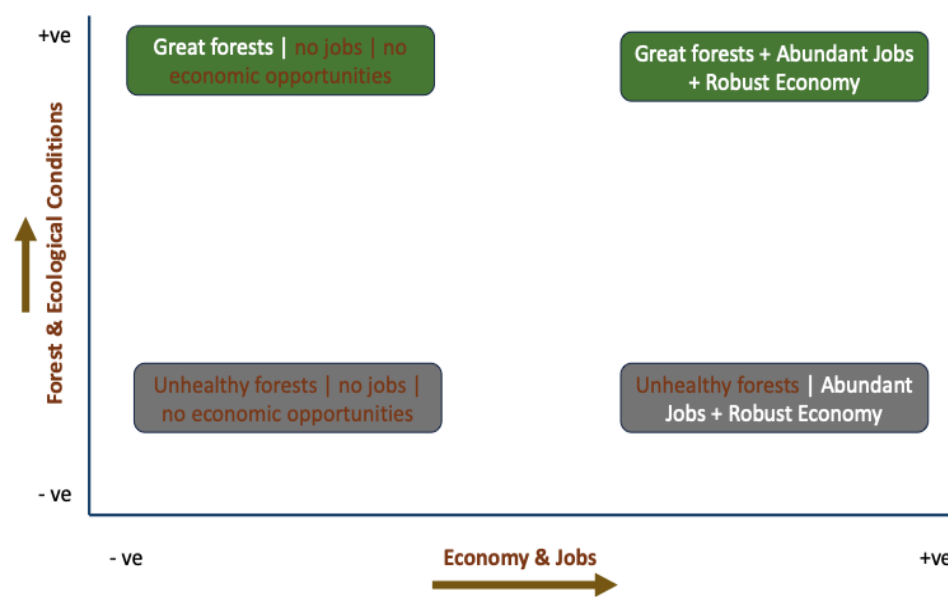 +ve
Great forests | no jobs | no
economic opportunities
Great forests + Abundant Jobs
+ Robust Economy
Forest & Ecological Conditions
Unhealthy forests | no jobs |
no economic opportunities
Unhealthy forests | Abundant
Jobs + Robust Economy
- ve
- ve
Economy & Jobs
+ve